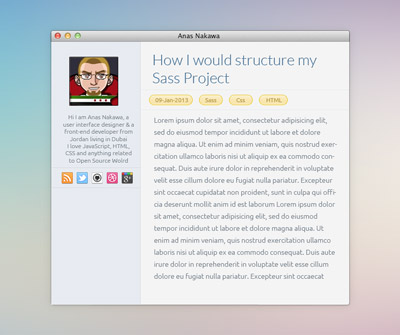 Anas Nakawa
Hi I am Anas Nakawa, a
user interface designer & a
front-end developer from
Jordan living in Dubai
I love JavaScript, HTML,
CSS and anything related
to Open Source Wolrd
How I would structure my
Sass Project
09-Jan-2013 Sass Css HTML
Lorem ipsum dolor sit amet, consectetur adipisicing elit,
sed do eiusmod tempor incididunt ut labore et dolore
magna aliqua. Ut enim ad minim veniam, quis nostrud exer-
citation ullamco laboris nisi ut aliquip ex ea commodo con-
sequat. Duis aute irure dolor in reprehenderit in voluptate
velit esse cillum dolore eu fugiat nulla pariatur. Excepteur
sint occaecat cupidatat non proident, sunt in culpa qui offi-
cia deserunt mollit anim id est laborum Lorem ipsum dolor
sit amet, consectetur adipisicing elit, sed do eiusmod
tempor incididunt ut labore et dolore magna aliqua. Ut
enim ad minim veniam, quis nostrud exercitation ullamco
laboris nisi ut aliquip ex ea commodo consequat. Duis aute
irure dolor in reprehenderit in voluptate velit esse cillum
dolore eu fugiat nulla pariatur. Excepteur sint occaecat